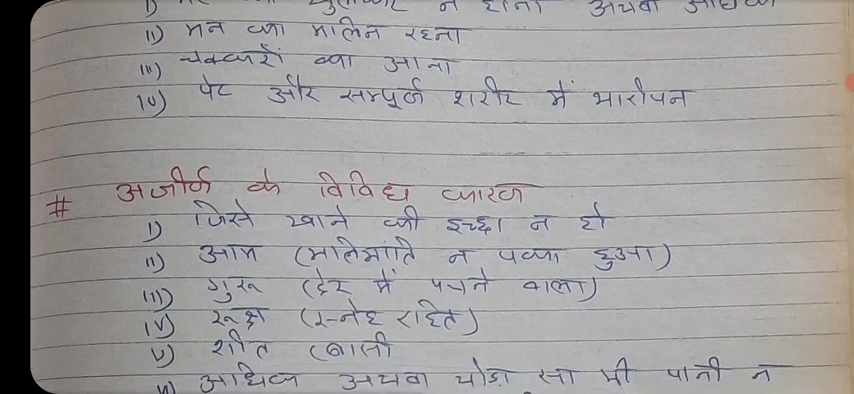 न होना अथवा
ii) मन का मलिन रहना
iii) चक्करों का आना
iv) पेट और सम्पूर्ण शरीर में भारीपन
# अजीर्ण के विविध कारण
i) जिसे खाने की इच्छा न हो
ii) आम (भलिभांति न पका हुआ)
iii) गुरू (देर में पचने वाला)
iv) रूक्ष (स्नेह रहित)
v) शीत (बासी
vi) अधिक अथवा थोड़ा सा भी पानी न